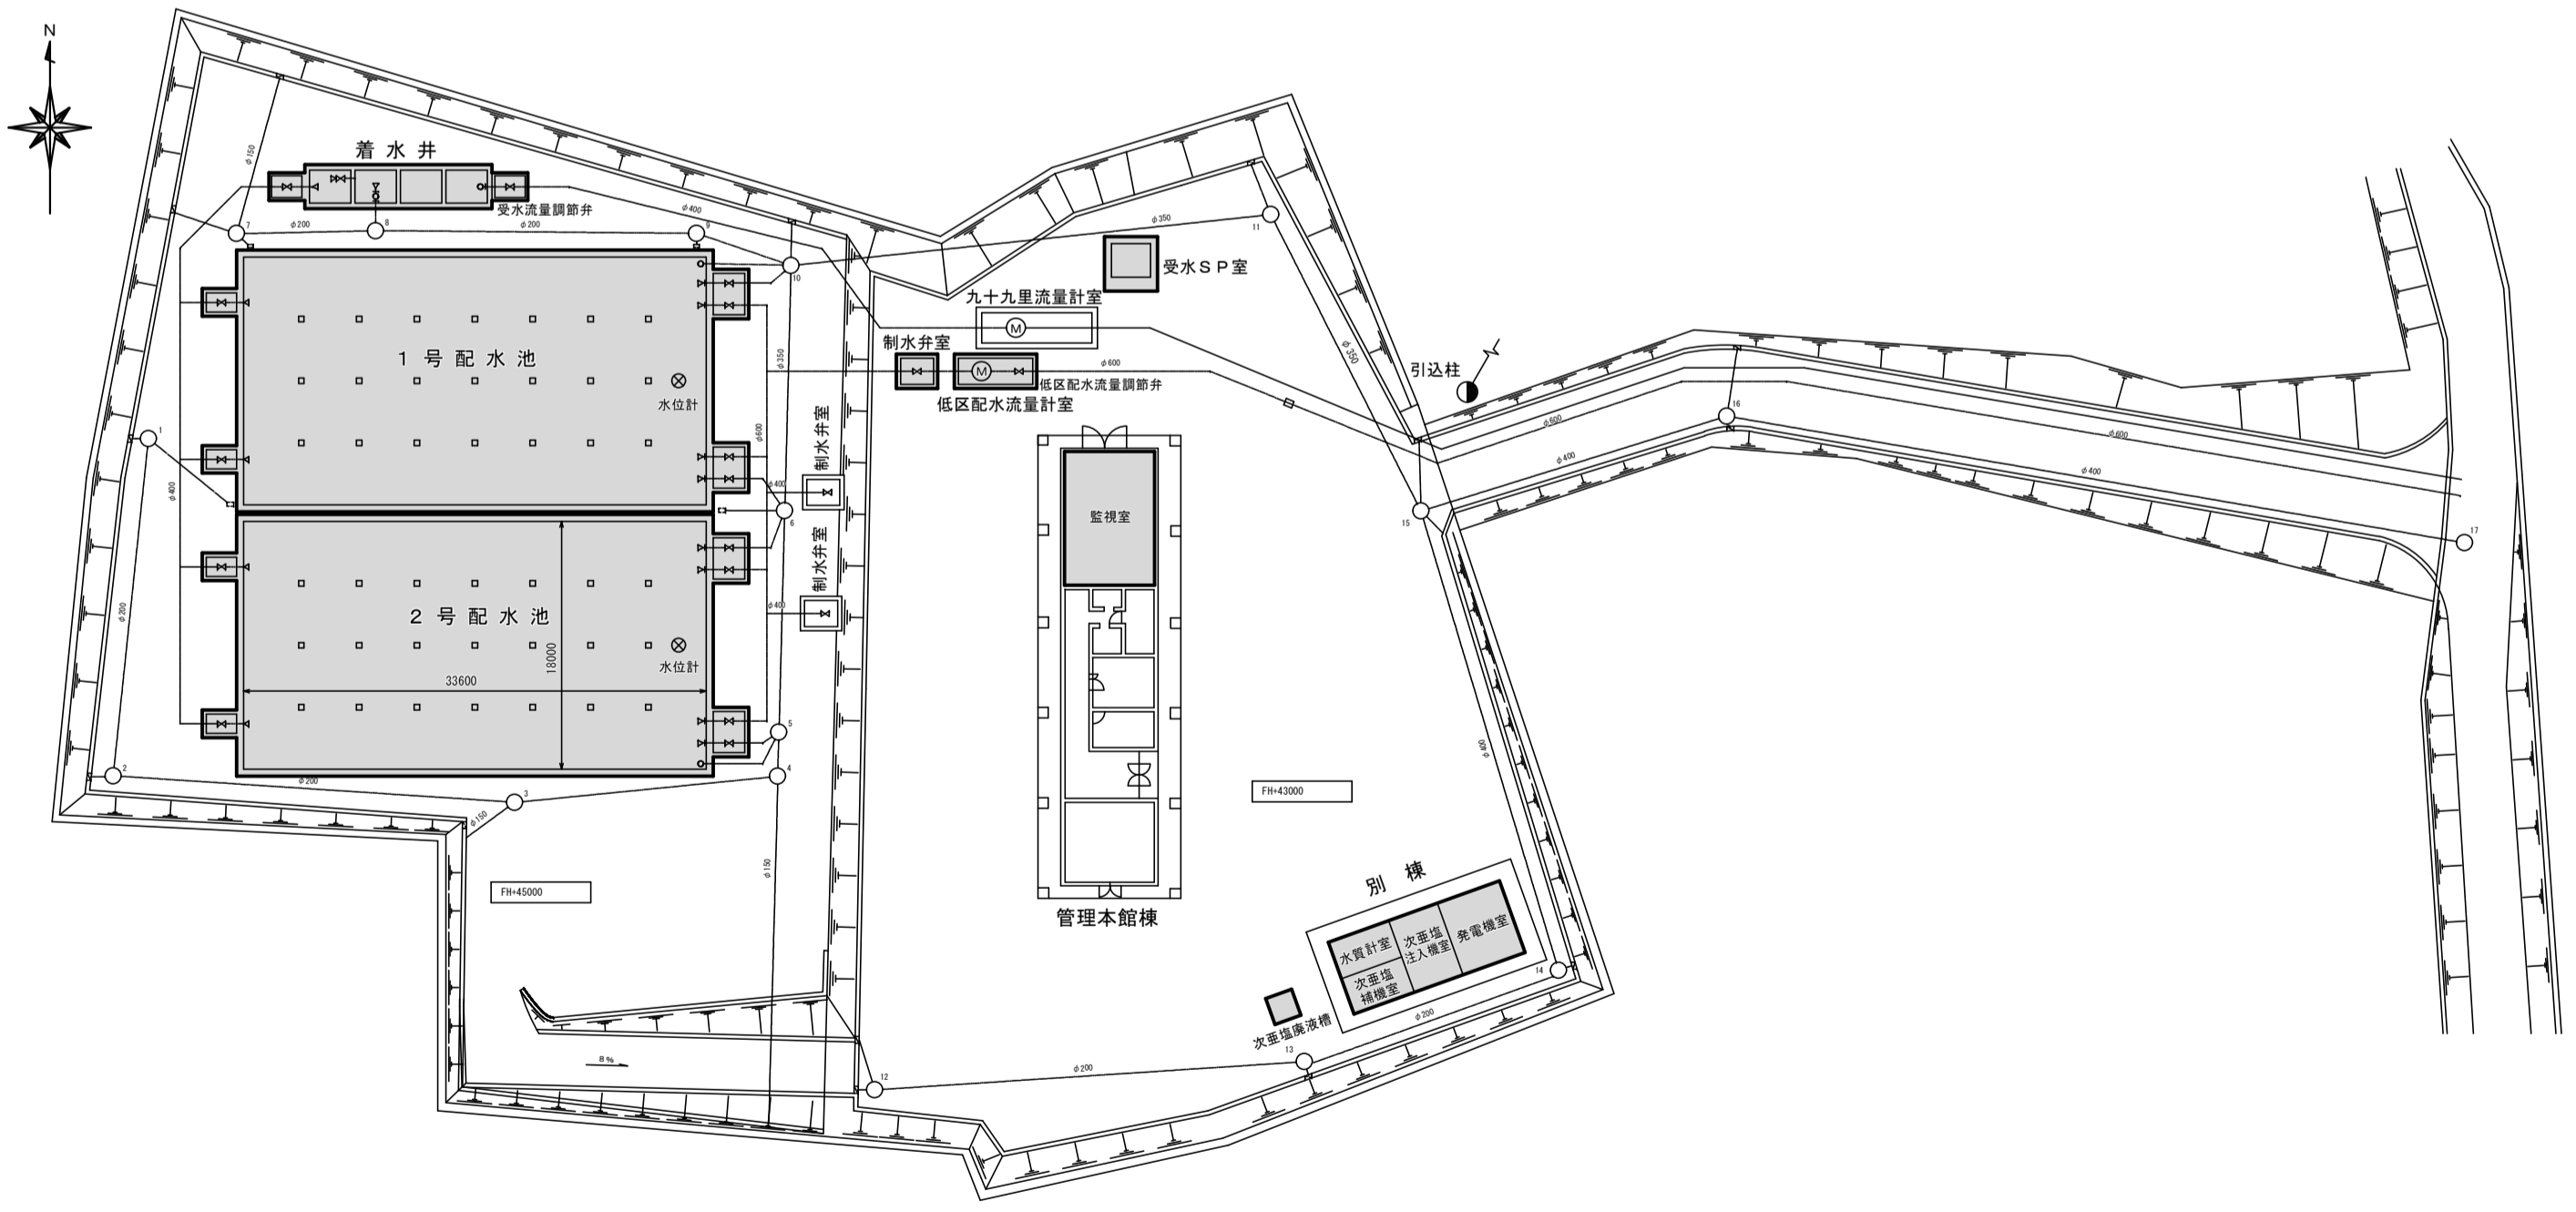 N
着水井
受水流量調節弁
φ150
φ200
φ200
φ400
φ350
7
8
9
10
11
受水ＳＰ室
九十九里流量計室
M
制水弁室
M
φ600
低区配水流量調節弁
低区配水流量計室
φ350
引込柱
１号配水池
水位計
φ350
φ600
制水弁室
φ400
φ400
1
6
φ600
φ400
16
φ600
φ400
17
15
監視室
２号配水池
水位計
18000
33600
制水弁室
φ400
φ200
2
φ200
3
φ150
4
5
φ150
φ400
FH+43000
FH+45000
管理本館棟
別棟
水質計室
次亜塩
注入機室
発電機室
次亜塩
補機室
14
次亜塩廃液槽
φ200
13
φ200
12
8%